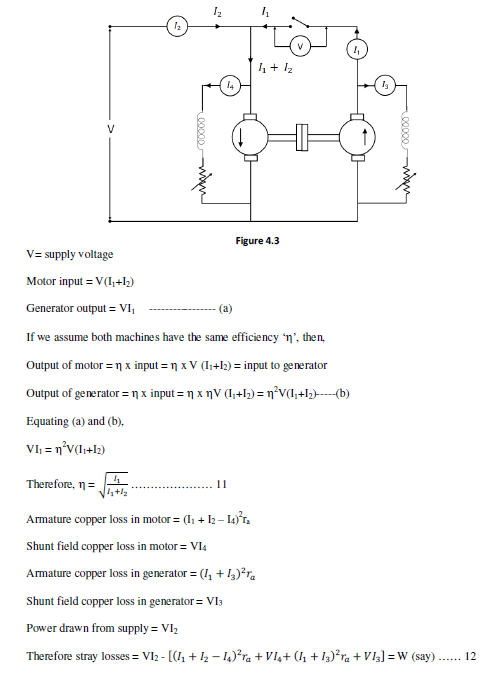 I₂ I₁
I₂
V
I₁
I₁ + I₂
I₄
I₃
V
Figure 4.3
V= supply voltage
Motor input = V(I₁+I₂)
Generator output = VI₁ ---------------- (a)
If we assume both machines have the same efficiency ‘η’, then,
Output of motor = η x input = η x V (I₁+I₂) = input to generator
Output of generator = η x input = η x ηV (I₁+I₂) = η²V(I₁+I₂)-----(b)
Equating (a) and (b),
VI₁ = η²V(I₁+I₂)
Therefore, η = √(I₁/(I₁+I₂)) ..................... 11
Armature copper loss in motor = (I₁ + I₂ – I₄)²rₐ
Shunt field copper loss in motor = VI₄
Armature copper loss in generator = (I₁ + I₃)²rₐ
Shunt field copper loss in generator = VI₃
Power drawn from supply = VI₂
Therefore stray losses = VI₂ - [(I₁ + I₂ − I₄)²rₐ + VI₄+ (I₁ + I₃)²rₐ + VI₃] = W (say) ...... 12